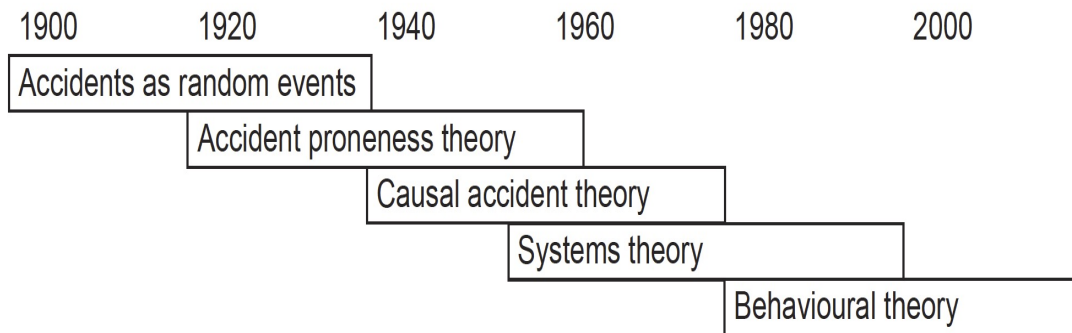 1900 1920 1940 1960 1980 2000
Accidents as random events
Accident proneness theory
Causal accident theory
Systems theory
Behavioural theory